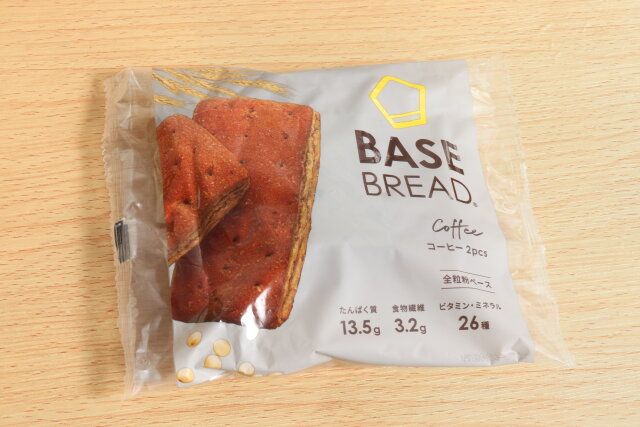 BASE
BREAD®
Coffee
コーヒー 2pcs
全粒粉ベース
たんぱく質 食物繊維 ビタミン・ミネラル
13.5g 3.2g 26種